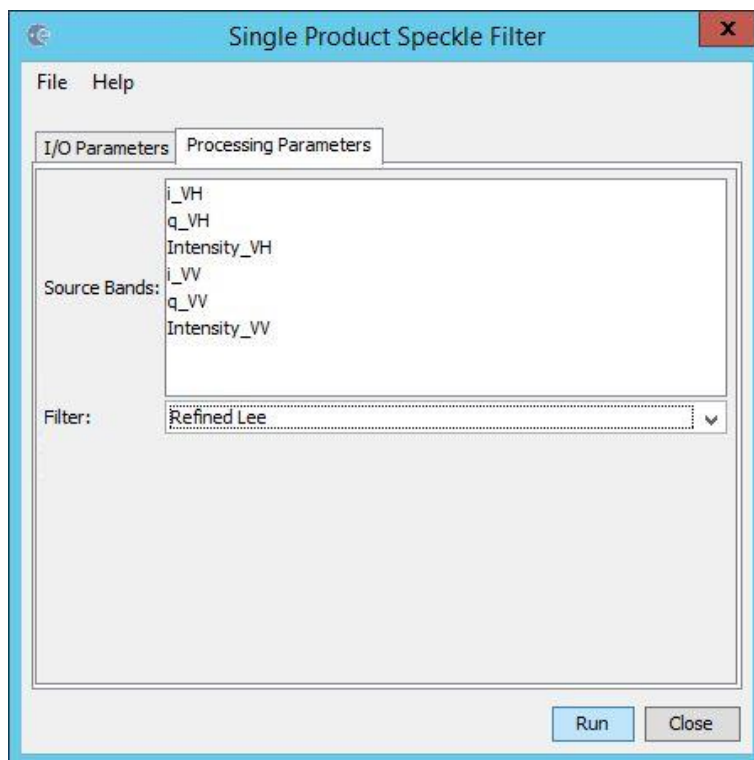 Single Product Speckle Filter
x
File Help
I/O Parameters Processing Parameters
Source Bands:
i_VH
q_VH
Intensity_VH
i_VV
q_VV
Intensity_VV
Filter: Refined Lee
Run Close